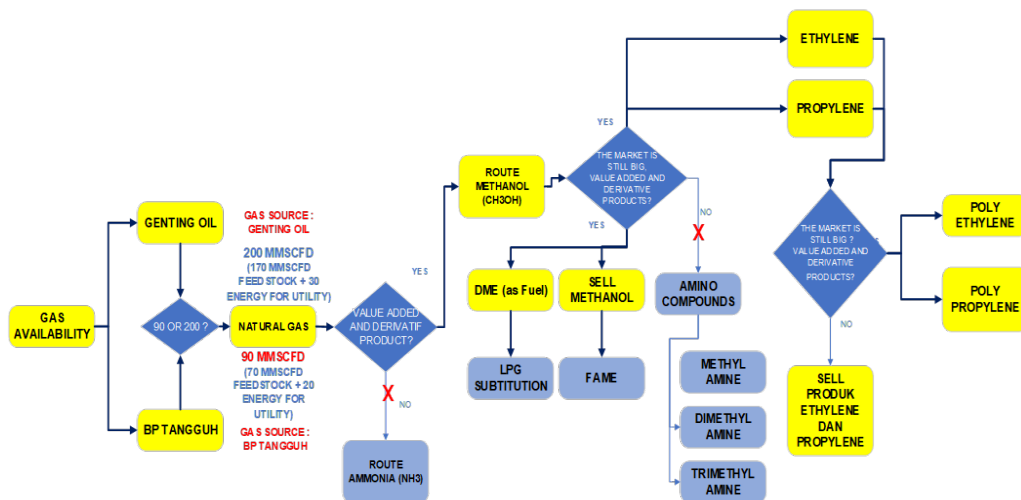 ETHYLENE
PROPYLENE
YES
THE MARKET IS
STILL BIG.
VALUE ADDED AND
DERIVATIVE
PRODUCTS?
ROUTE
METHANOL
(CH3OH)
NO
X
YES
GENTING OIL
GAS SOURCE :
GENTING OIL
200 MMSCFD
(170 MMSCFD
FEEDSTOCK + 30
ENERGY FOR UTILITY)
YES
DME (as Fuel)
SELL
METHANOL
AMINO
COMPOUNDS
THE MARKET IS
STILL BIG ?
VALUE ADDED AND
DERIVATIVE
PRODUCTS?
POLY
ETHYLENE
POLY
PROPYLENE
GAS
AVAILABILITY
90 OR 200 ?
NATURAL GAS
VALUE ADDED
AND DERIVATIF
PRODUCT?
NO
90 MMSCFD
(70 MMSCFD
FEEDSTOCK + 20
ENERGY FOR
UTILITY)
GAS SOURCE :
BP TANGGUH
BP TANGGUH
X
NO
ROUTE
AMMONIA (NH3)
LPG
SUBTITUTION
FAME
METHYL
AMINE
DIMETHYL
AMINE
TRIMETHYL
AMINE
SELL
PRODUK
ETHYLENE
DAN
PROPYLENE